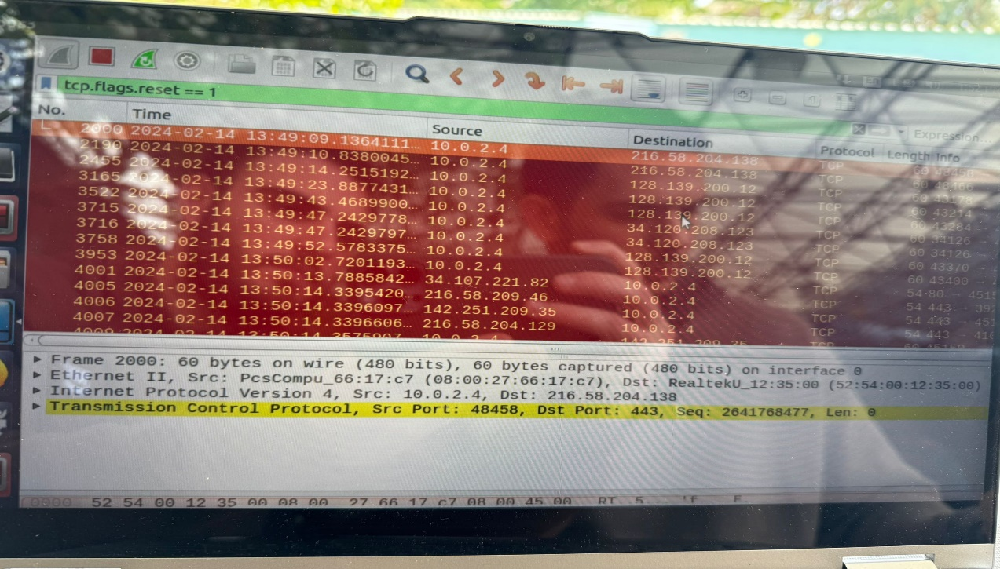 tcp.flags.reset == 1
Expression...
No. Time Source Destination Protocol Length Info
2000 2024-02-14 13:49:09.1364111… 10.0.2.4 216.58.204.138 TCP 60 48458
2190 2024-02-14 13:49:10.8380045… 10.0.2.4 216.58.204.138 TCP 60
2455 2024-02-14 13:49:14.2515192… 10.0.2.4 128.139.200.12 TCP 60 43178
3165 2024-02-14 13:49:23.8877431… 10.0.2.4 128.139.200.12 TCP 60 43214
3522 2024-02-14 13:49:43.4689900… 10.0.2.4 128.139.200.12 TCP 60 43284
3715 2024-02-14 13:49:47.2429778… 10.0.2.4 34.120.208.123 TCP 60 34126
3716 2024-02-14 13:49:47.2429797… 10.0.2.4 34.120.208.123 TCP 60 34126
3758 2024-02-14 13:49:52.5783375… 10.0.2.4 128.139.200.12 TCP 60 43370
3953 2024-02-14 13:50:02.7201193… 10.0.2.4 128.139.200.12 TCP 60 43400
4001 2024-02-14 13:50:13.7885842… 34.107.221.82 10.0.2.4 TCP 54 80
4005 2024-02-14 13:50:14.3395420… 216.58.209.46 10.0.2.4 TCP 54 443
4006 2024-02-14 13:50:14.3396097… 142.251.209.35 10.0.2.4 TCP 54 443
4007 2024-02-14 13:50:14.3396606… 216.58.204.129 10.0.2.4 TCP 54 443
2024-02-14 13:50:14.3575907… 10.0.2.4 142.251.209.35 TCP
Frame 2000: 60 bytes on wire (480 bits), 60 bytes captured (480 bits) on interface 0
Ethernet II, Src: PcsCompu_66:17:c7 (08:00:27:66:17:c7), Dst: RealtekU_12:35:00 (52:54:00:12:35:00)
Internet Protocol Version 4, Src: 10.0.2.4, Dst: 216.58.204.138
Transmission Control Protocol, Src Port: 48458, Dst Port: 443, Seq: 2641768477, Len: 0
0000 52 54 00 12 35 00 08 00 27 66 17 c7 08 00 45 00 RT..5... 'f....E.